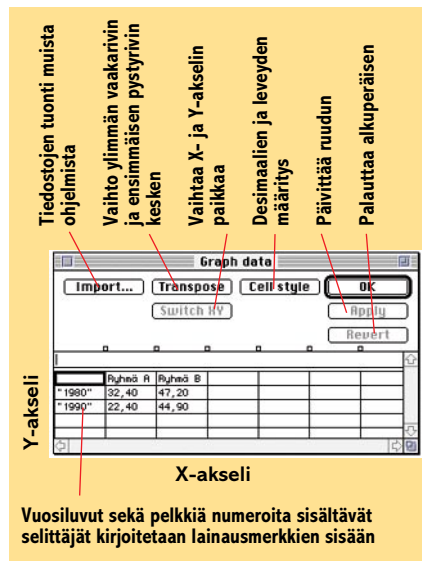 Tiedostojen tuonti muista
ohjelmista
Vaihto ylimmän vaakarivin
ja ensimmäisen pystyrivin
kesken
Vaihtaa X- ja Y-akselin
paikkaa
Desimaalien ja leveyden
määritys
Päivittää ruudun
Palauttaa alkuperäisen
Graph data
Import... Transpose Cell style OK
Switch XY Apply
Revert
Ryhmä A Ryhmä B
"1980" 32,40 47,20
"1990" 22,40 44,90
Y-akseli
X-akseli
Vuosiluvut sekä pelkkiä numeroita sisältävät
selittäjät kirjoitetaan lainausmerkkien sisään